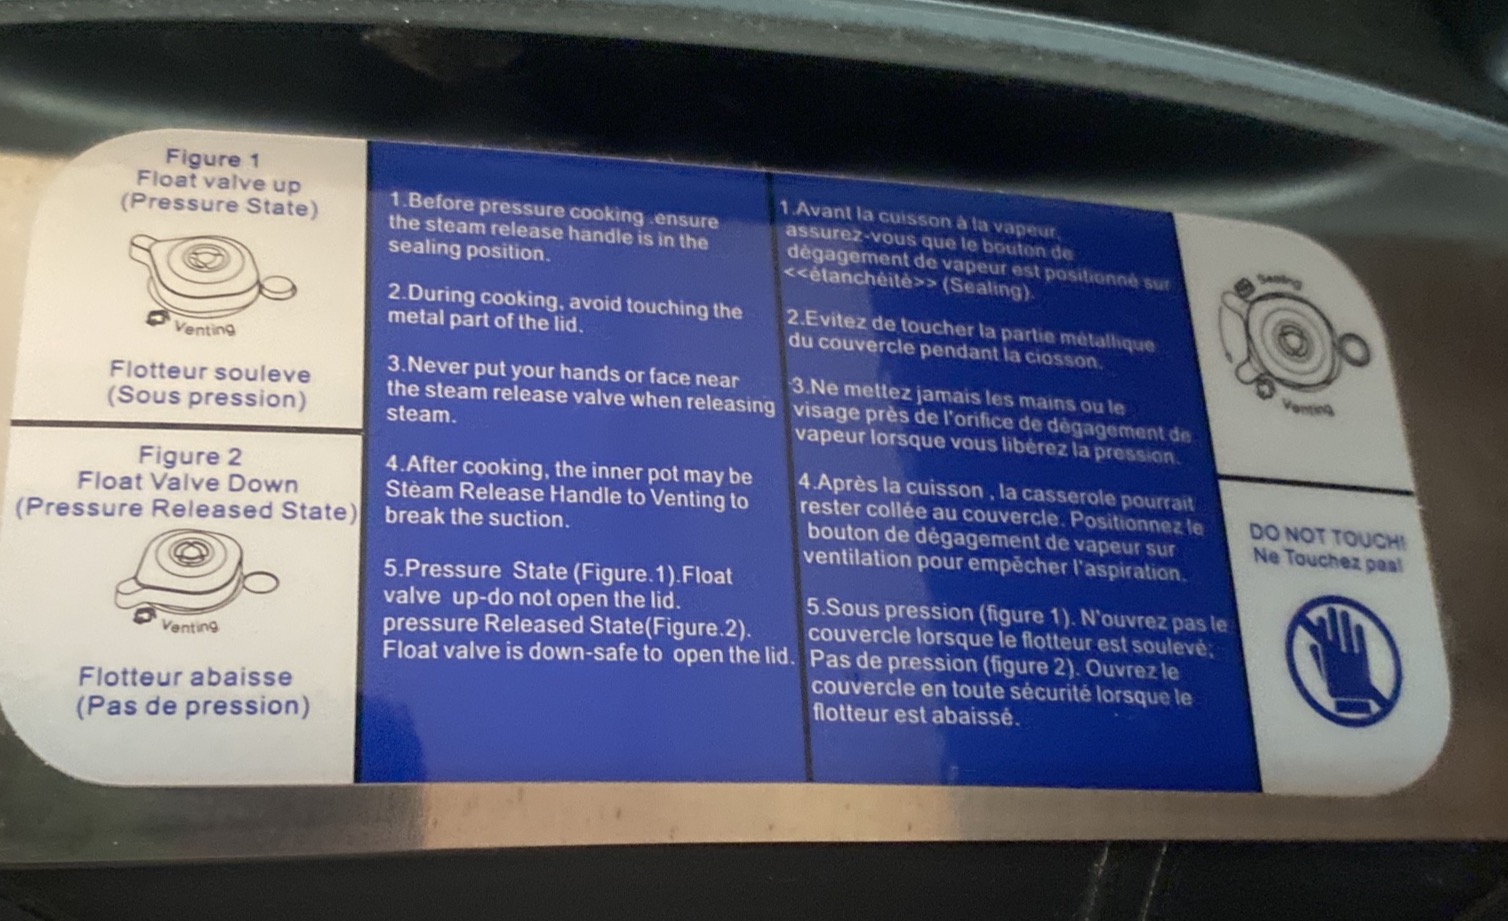 Figure 1
Float valve up
(Pressure State)
Venting
Flotteur souleve
(Sous pression)
Figure 2
Float Valve Down
(Pressure Released State)
Venting
Flotteur abaisse
(Pas de pression)
1.Before pressure cooking ,ensure
the steam release handle is in the
sealing position.
2.During cooking, avoid touching the
metal part of the lid.
3.Never put your hands or face near
the steam release valve when releasing
steam.
4.After cooking, the inner pot may be
Stèam Release Handle to Venting to
break the suction.
5.Pressure State (Figure.1).Float
valve up-do not open the lid.
pressure Released State(Figure.2).
Float valve is down-safe to open the lid.
1.Avant la cuisson à la vapeur,
assurez-vous que le bouton de
dégagement de vapeur est positionné sur
<<étanchéité>> (Sealing).
2.Evitez de toucher la partie métallique
du couvercle pendant la ciosson.
3.Ne mettez jamais les mains ou le
visage près de l'orifice de dégagement de
vapeur lorsque vous libérez la pression.
4.Après la cuisson , la casserole pourrait
rester collée au couvercle. Positionnez le
bouton de dégagement de vapeur sur
ventilation pour empêcher l'aspiration.
5.Sous pression (figure 1). N'ouvrez pas le
couvercle lorsque le flotteur est soulevé;
Pas de pression (figure 2). Ouvrez le
couvercle en toute sécurité lorsque le
flotteur est abaissé.
Sealing
Venting
DO NOT TOUCH!
Ne Touchez pas!